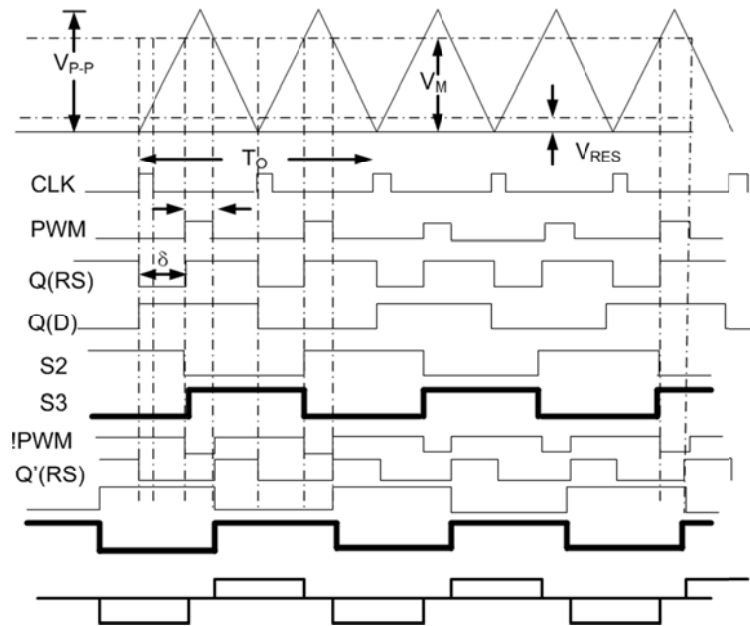 V_P-P
V_M
V_RES
T_O
CLK
PWM
δ
Q(RS)
Q(D)
S2
S3
!PWM
Q'(RS)